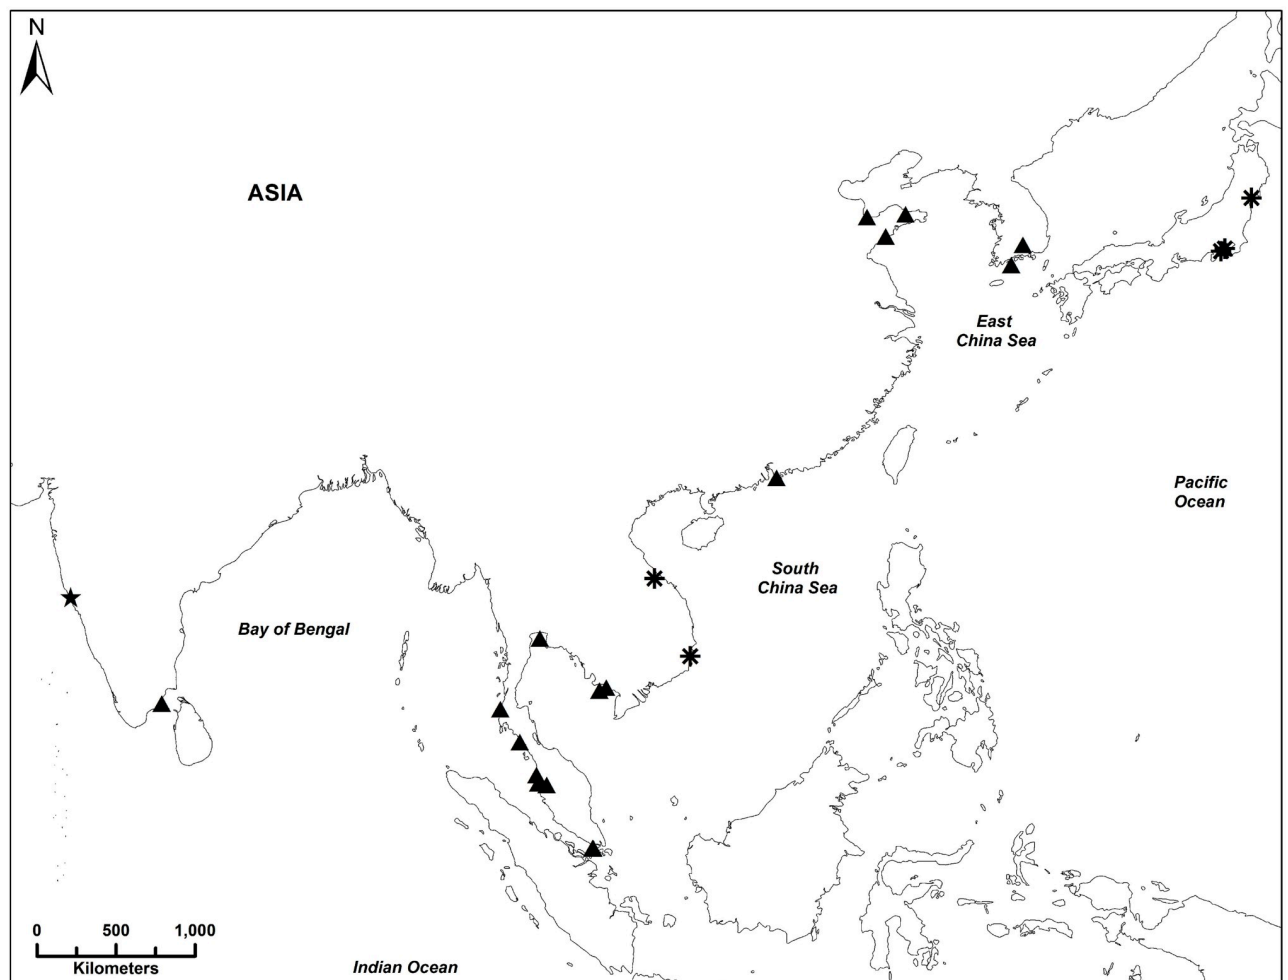 N
ASIA
East
China Sea
Pacific
Ocean
South
China Sea
Bay of Bengal
0 500 1,000
Kilometers
Indian Ocean